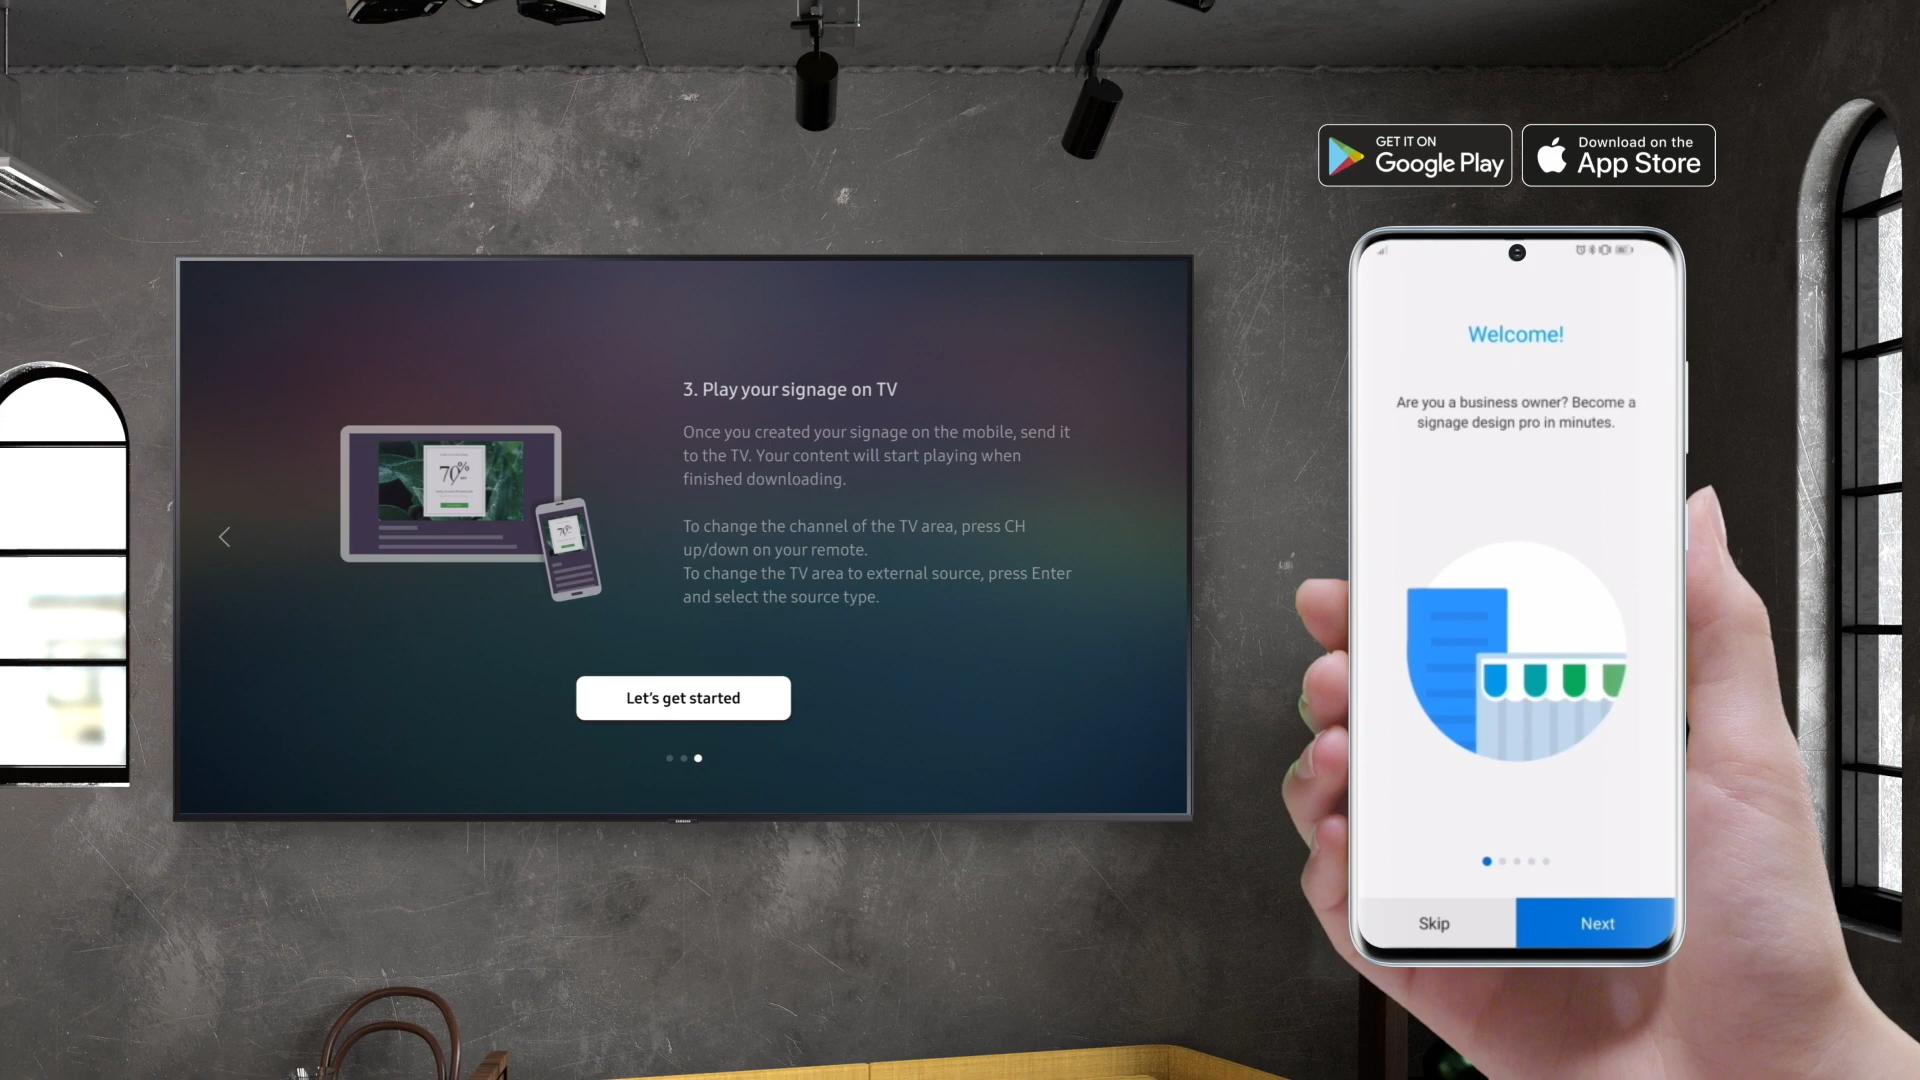 GET IT ON
Google Play
Download on the
App Store
3. Play your signage on TV
Once you created your signage on the mobile, send it
to the TV. Your content will start playing when
finished downloading.
To change the channel of the TV area, press CH
up/down on your remote.
To change the TV area to external source, press Enter
and select the source type.
70%
70%
Let's get started
SAMSUNG
Welcome!
Are you a business owner? Become a
signage design pro in minutes.
Skip
Next